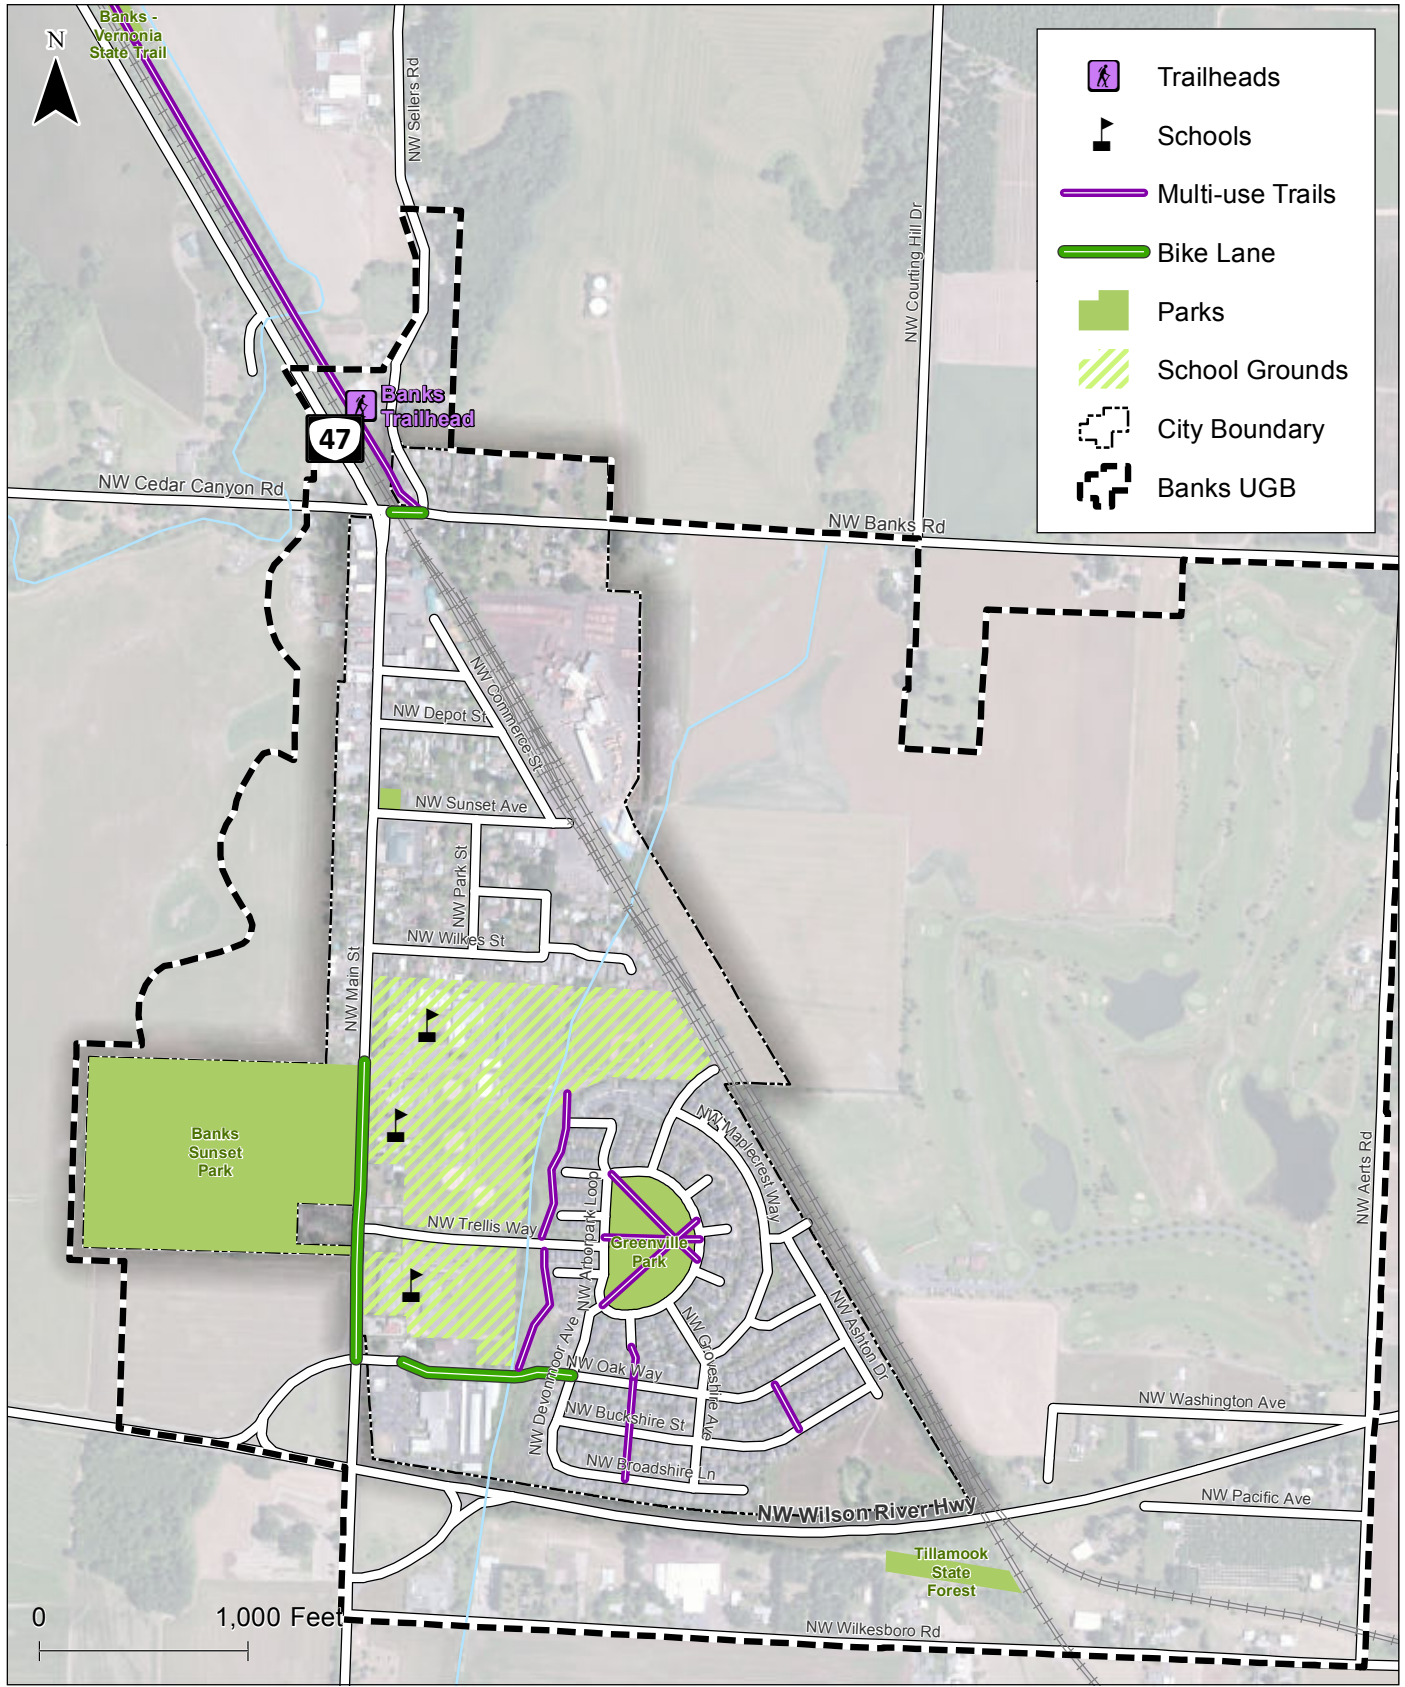 Banks -
Vernonia
State Trail
N
NW Sellers Rd
NW Courting Hill Dr
Trailheads
Schools
Multi-use Trails
Bike Lane
Parks
School Grounds
City Boundary
Banks UGB
Banks
Trailhead
47
NW Cedar Canyon Rd
NW Banks Rd
NW Commerce St
NW Depot St
NW Sunset Ave
NW Park St
NW Wilkes St
NW Main St
Banks
Sunset
Park
NW Maplecrest Way
NW Arborpark Loop
NW Trellis Way
Greenville
Park
NW Aerts Rd
NW Ashton Dr
NW Groveshire Ave
NW Devonmoor Ave
NW Oak Way
NW Buckshire St
NW Broadshire Ln
NW Washington Ave
NW Pacific Ave
NW Wilson River Hwy
Tillamook
State
Forest
NW Wilkesboro Rd
0 1,000 Feet